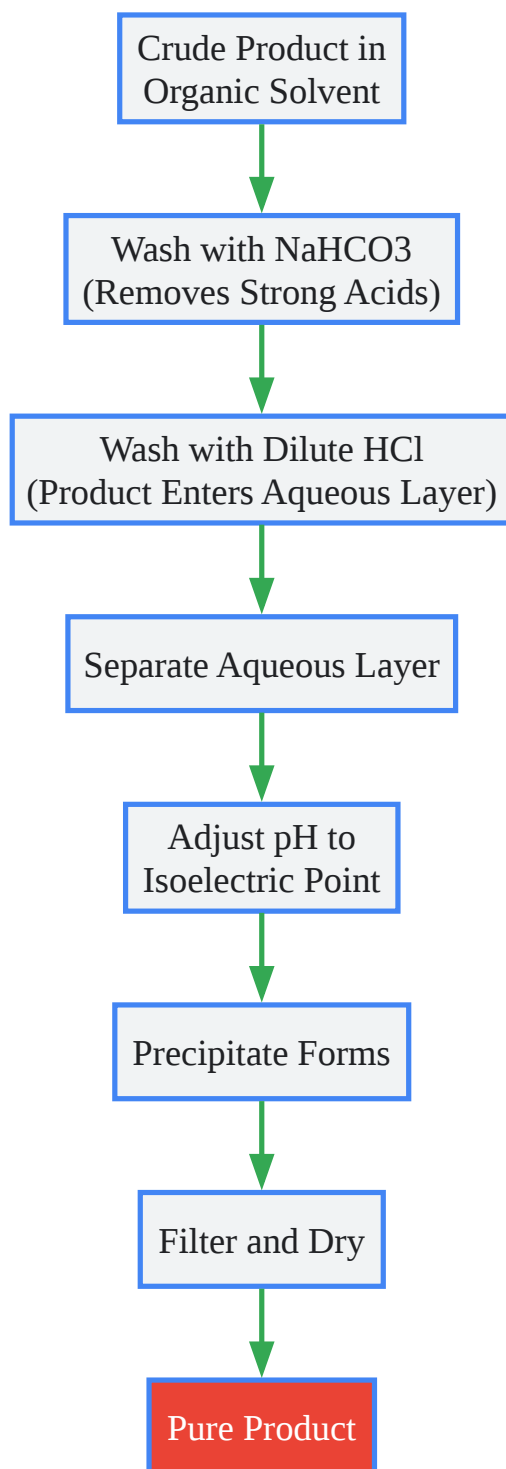 Crude Product in
Organic Solvent
Wash with NaHCO3
(Removes Strong Acids)
Wash with Dilute HCl
(Product Enters Aqueous Layer)
Separate Aqueous Layer
Adjust pH to
Isoelectric Point
Precipitate Forms
Filter and Dry
Pure Product